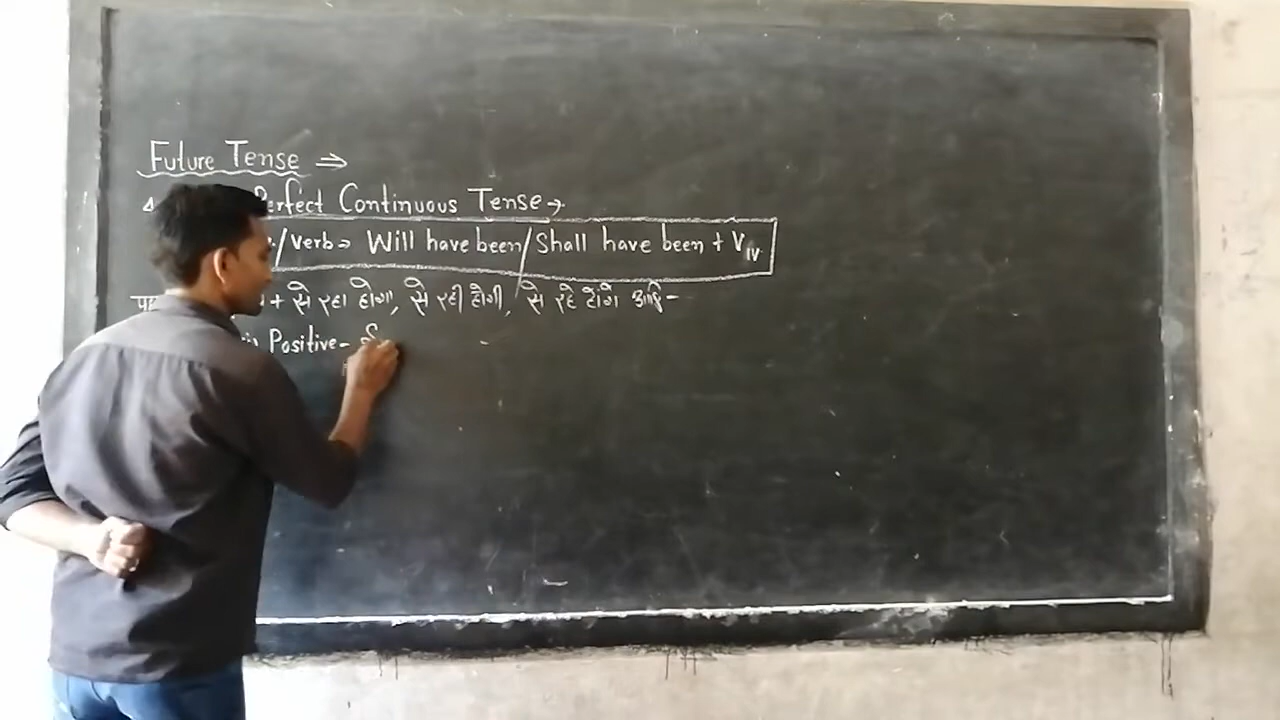 Future Tense ⇒
Perfect Continuous Tense →
/Verb ⇒ Will have been/Shall have been + V IV.
+ से रहा होगा, से रही होगी, से रहे होंगे आदि -
Positive - S